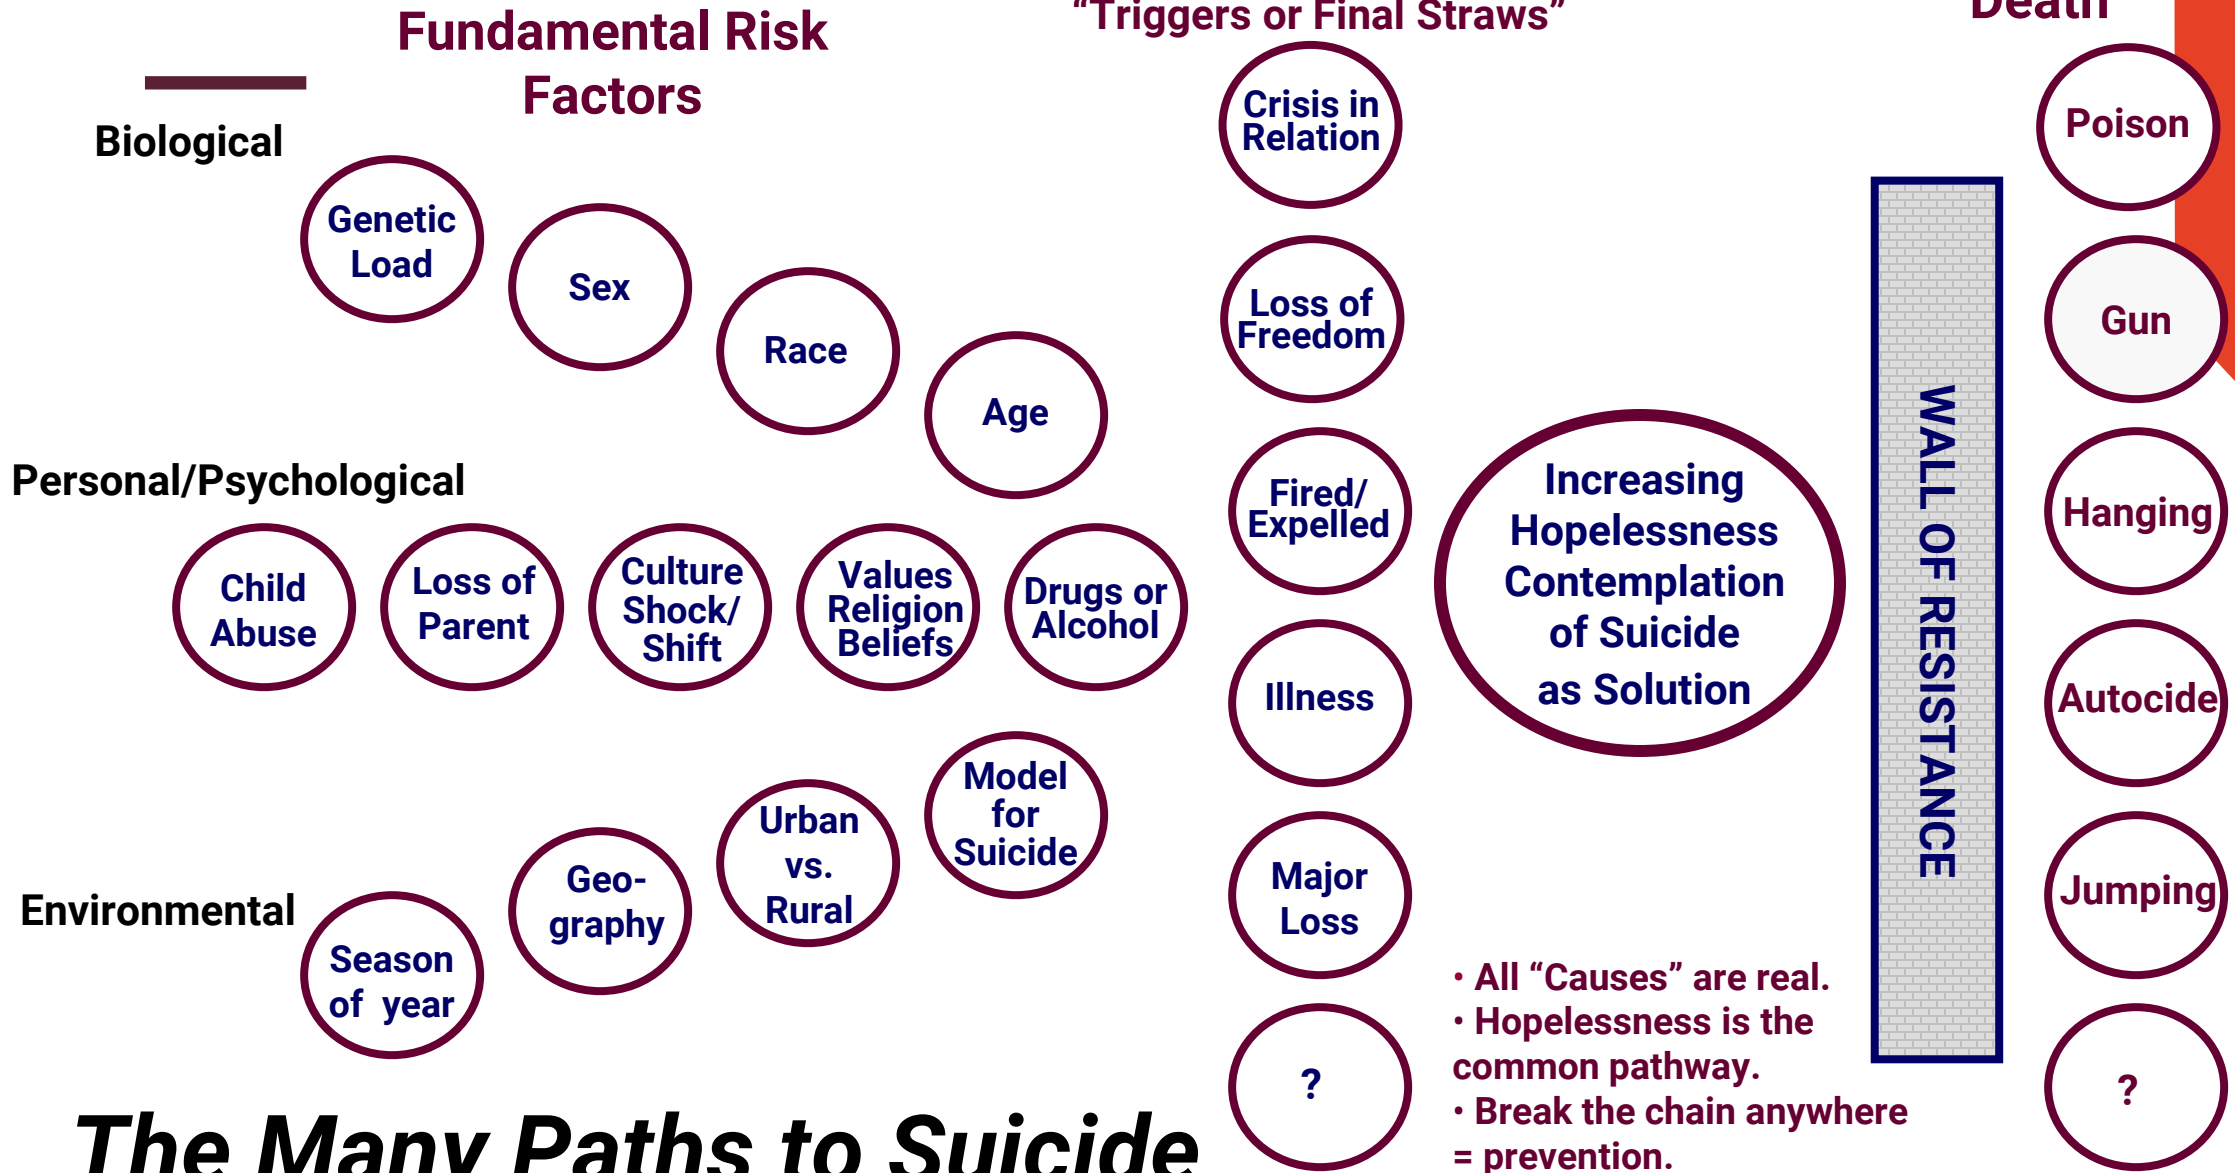 Fundamental Risk
Factors
“Triggers or Final Straws”
Death
Biological
Genetic
Load
Sex
Race
Age
Personal/Psychological
Child
Abuse
Loss of
Parent
Culture
Shock/
Shift
Values
Religion
Beliefs
Drugs or
Alcohol
Environmental
Season
of year
Geo-
graphy
Urban
vs.
Rural
Model
for
Suicide
Crisis in
Relation
Loss of
Freedom
Fired/
Expelled
Illness
Major
Loss
?
Increasing
Hopelessness
Contemplation
of Suicide
as Solution
• All “Causes” are real.
• Hopelessness is the
common pathway.
• Break the chain anywhere
= prevention.
WALL OF RESISTANCE
Poison
Gun
Hanging
Autocide
Jumping
?
The Many Paths to Suicide